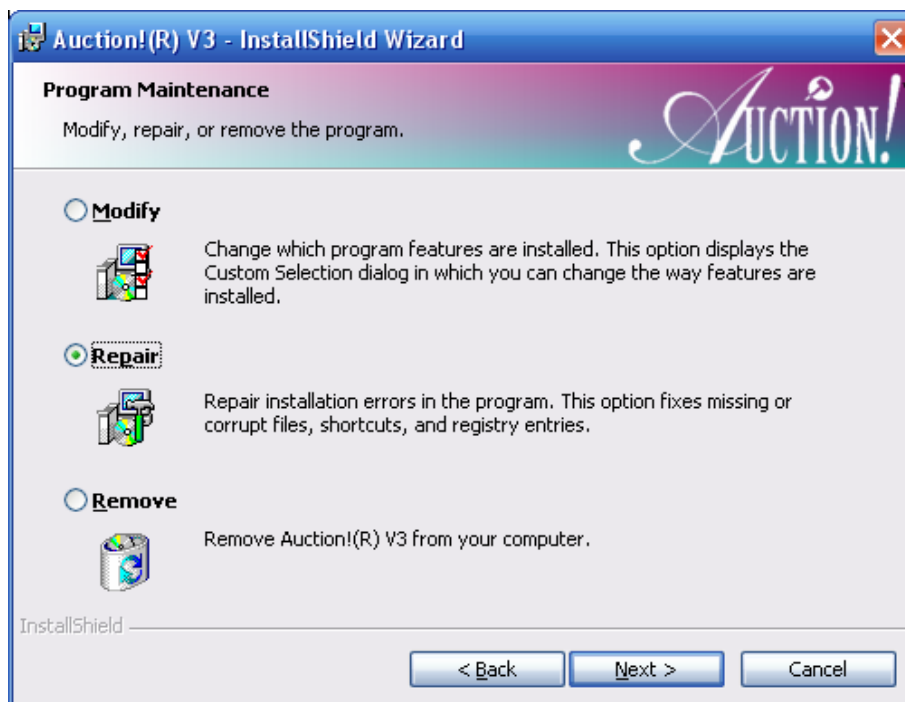 Auction!(R) V3 - InstallShield Wizard
Program Maintenance
Modify, repair, or remove the program.
AUCTION!
Modify
Change which program features are installed. This option displays the
Custom Selection dialog in which you can change the way features are
installed.
Repair
Repair installation errors in the program. This option fixes missing or
corrupt files, shortcuts, and registry entries.
Remove
Remove Auction!(R) V3 from your computer.
InstallShield
< Back
Next >
Cancel